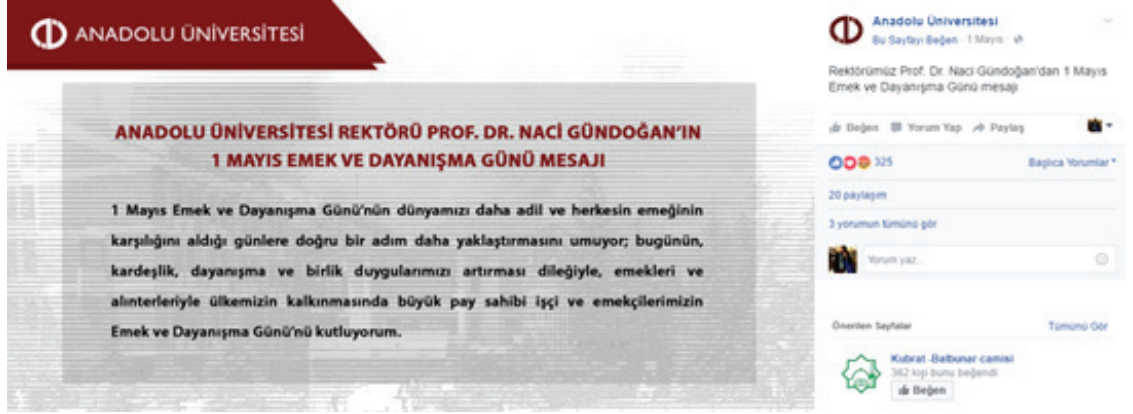 ANADOLU ÜNİVERSİTESİ
ANADOLU ÜNİVERSİTESİ REKTÖRÜ PROF. DR. NACİ GÜNDOĞAN'IN
1 MAYIS EMEK VE DAYANIŞMA GÜNÜ MESAJI
1 Mayıs Emek ve Dayanışma Günü'nün dünyamızı daha adil ve herkesin emeğinin
karşılığını aldığı günlere doğru bir adım daha yaklaştırmasını umuyor; bugünün,
kardeşlik, dayanışma ve birlik duygularımızı artırması dileğiyle, emekleri ve
alınterleriyle ülkemizin kalkınmasında büyük pay sahibi işçi ve emekçilerimizin
Emek ve Dayanışma Günü'nü kutluyorum.
Anadolu Üniversitesi
Bu Sayfayı Beğen · 1 Mayıs ·
Rektörümüz Prof. Dr. Naci Gündoğan'dan 1 Mayıs
Emek ve Dayanışma Günü mesajı
Beğen Yorum Yap Paylaş
325 Başlıca Yorumlar
20 paylaşım
3 yorumun tümünü gör
Yorum yaz...
Önerilen Sayfalar Tümünü Gör
Kubrat -Balbunar camisi
362 kişi bunu beğendi.
Beğen